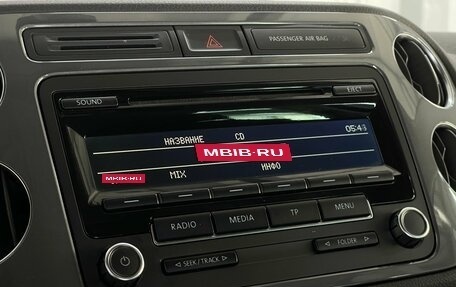 PASSENGER AIR BAG
SOUND
EJECT
НАЗВАНИЕ CD 05:43
MBIB-RU
MBIB-RU MIX ИНФО
RADIO MEDIA TP MENU
SEEK / TRACK
FOLDER